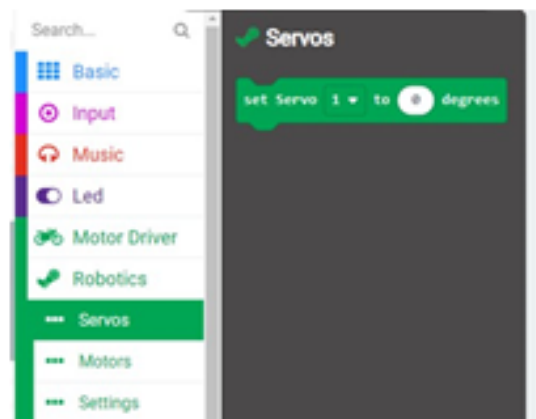 Search...
Basic
Input
Music
Led
Motor Driver
Robotics
Servos
Motors
Settings
Servos
set Servo 1 to 0 degrees